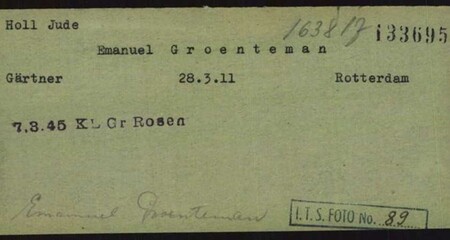 Holl Jude
163817 133695
Emanuel Groenteman
Gärtner 28.3.11 Rotterdam
7.3.45 KL Gr Rosen
Emanuel Groenteman
I.T.S. FOTO No. 89